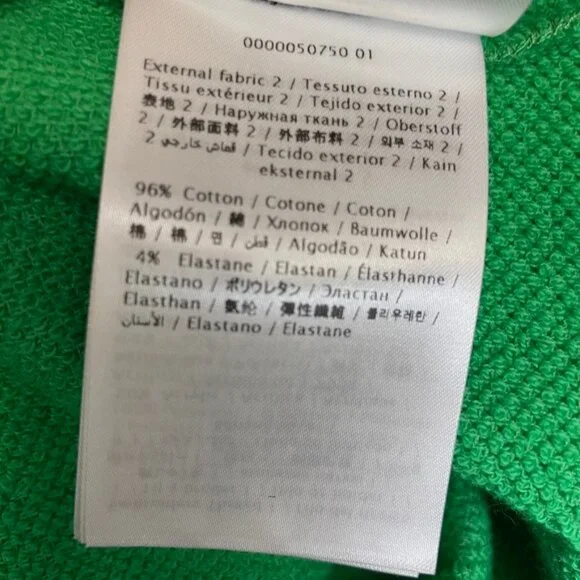 0000050750 01
External fabric 2 / Tessuto esterno 2 /
Tissu extérieur 2 / Tejido exterior 2 /
表地 2 / Наружная ткань 2 / Oberstoff
2 / 外部面料 2 / 外部布料 2 / 외부 소재 2 /
قماش خارجي 2 / Tecido exterior 2 / Kain
eksternal 2
96% Cotton / Cotone / Coton /
Algodón / 綿 / Хлопок / Baumwolle /
棉 / 棉 / 면 / قطن / Algodão / Katun
4% Elastane / Elastan / Élasthanne /
Elastano / ポリウレタン / Эластан /
Elasthan / 氨纶 / 彈性纖維 / 폴리우레탄 /
الأستان / Elastano / Elastane